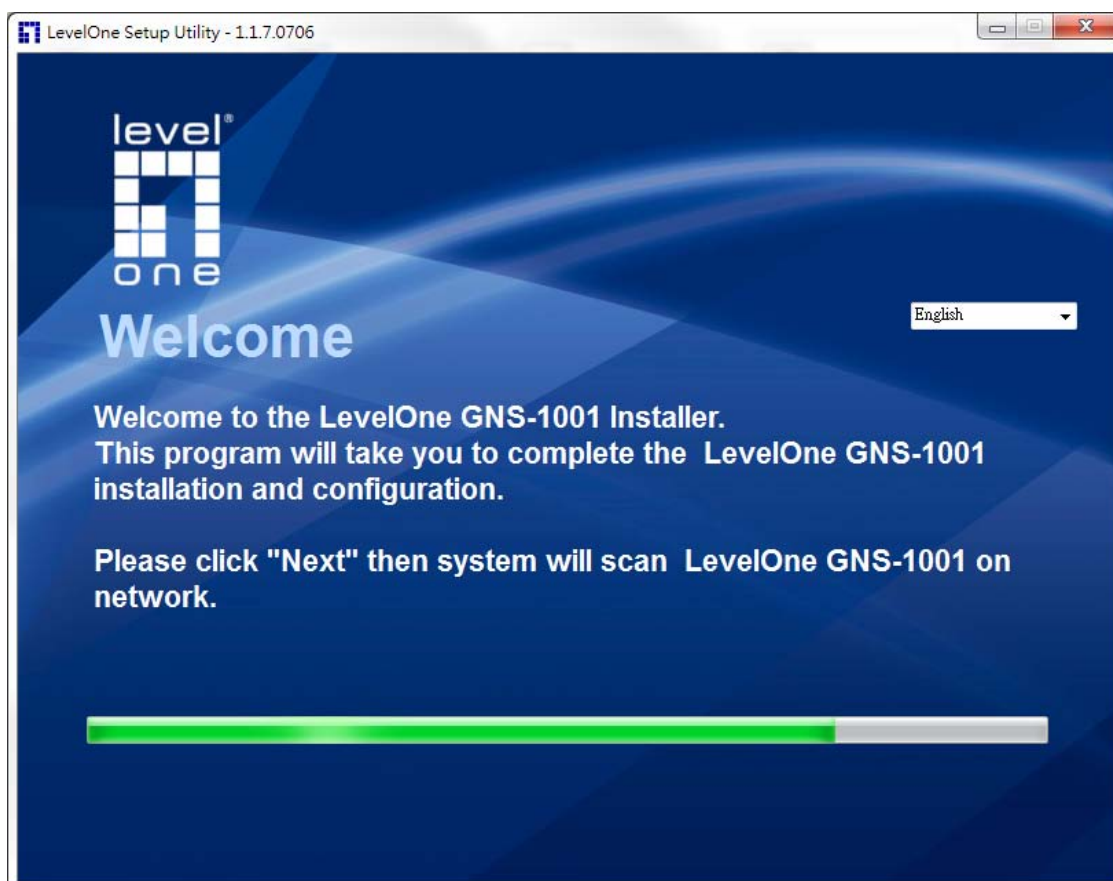 LevelOne Setup Utility - 1.1.7.0706
level®
one
Welcome
English
Welcome to the LevelOne GNS-1001 Installer.
This program will take you to complete the LevelOne GNS-1001
installation and configuration.
Please click "Next" then system will scan LevelOne GNS-1001 on
network.